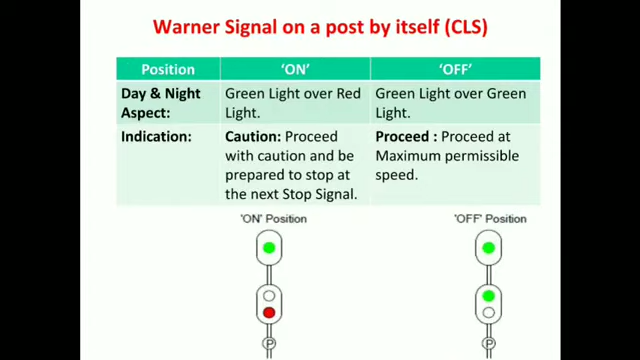 Warner Signal on a post by itself (CLS)
Position 'ON' 'OFF'
Day & Night Green Light over Red Green Light over Green
Aspect: Light. Light.
Indication: Caution: Proceed Proceed : Proceed at
with caution and be Maximum permissible
prepared to stop at speed.
the next Stop Signal.
'ON' Position 'OFF' Position
P P